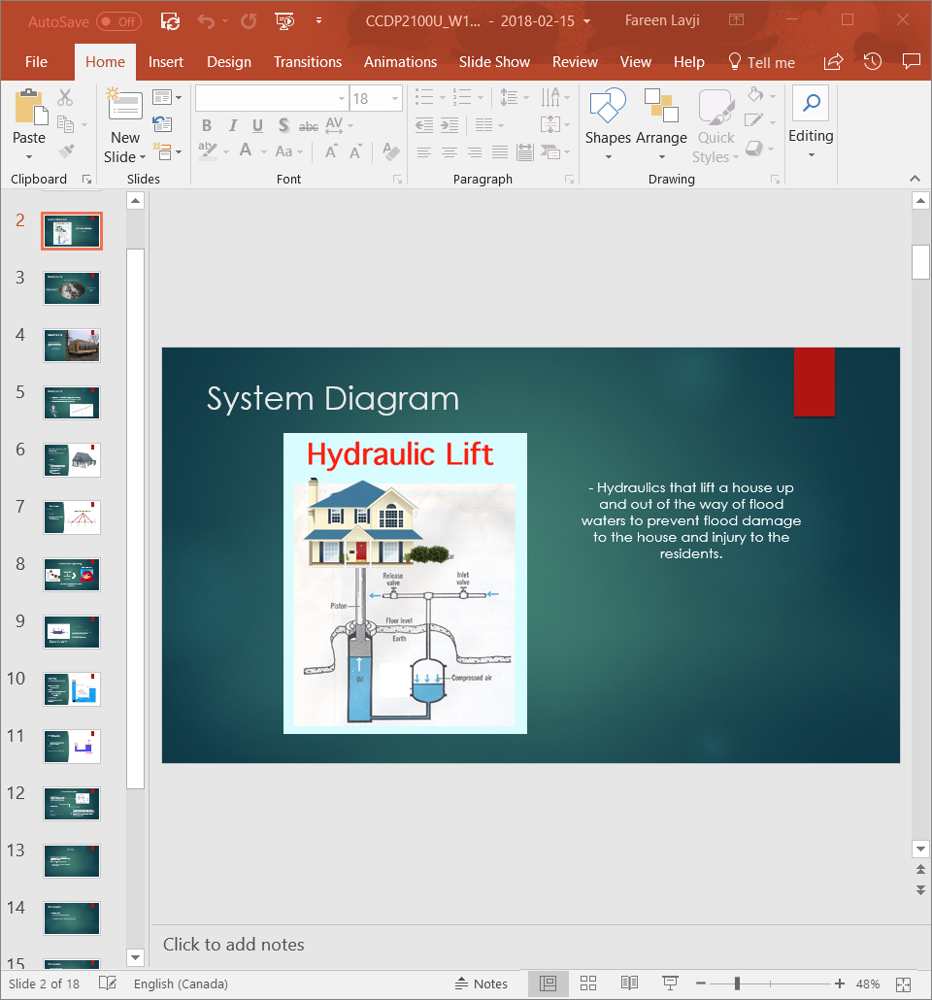 AutoSave Off
CCDP2100U_W1... - 2018-02-15
Fareen Lavji
File
Home
Insert
Design
Transitions
Animations
Slide Show
Review
View
Help
Tell me
Paste
New
Slide
18
B I U S abc AV
Aa
Shapes
Arrange
Quick
Styles
Editing
Clipboard
Slides
Font
Paragraph
Drawing
2
3
4
5
6
7
8
9
10
11
12
13
14
15
System Diagram
Hydraulic Lift
Release
valve
Inlet
valve
Piston
Floor level
Earth
Oil
Compressed air
- Hydraulics that lift a house up
and out of the way of flood
waters to prevent flood damage
to the house and injury to the
residents.
Click to add notes
Slide 2 of 18
English (Canada)
Notes
48%